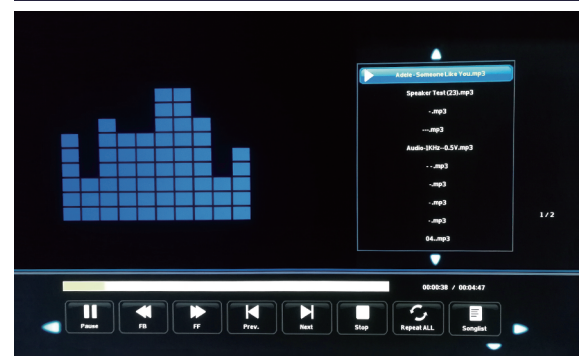 Adele - Someone Like You.mp3
Speaker Test (23).mp3
-.mp3
---.mp3
Audio-1KHz--0.5V.mp3
- -.mp3
-.mp3
-.mp3
-.mp3
04..mp3
1 / 2
00:00:38 / 00:04:47
Pause
FB
FF
Prev.
Next
Stop
Repeat ALL
Songlist